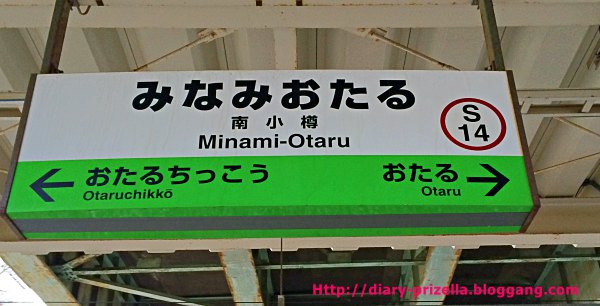 みなみおたる
南小樽
Minami-Otaru
S
14
おたるちっこう
Otaruchikkō
おたる
Otaru
Http://diary-prizella.bloggang.com